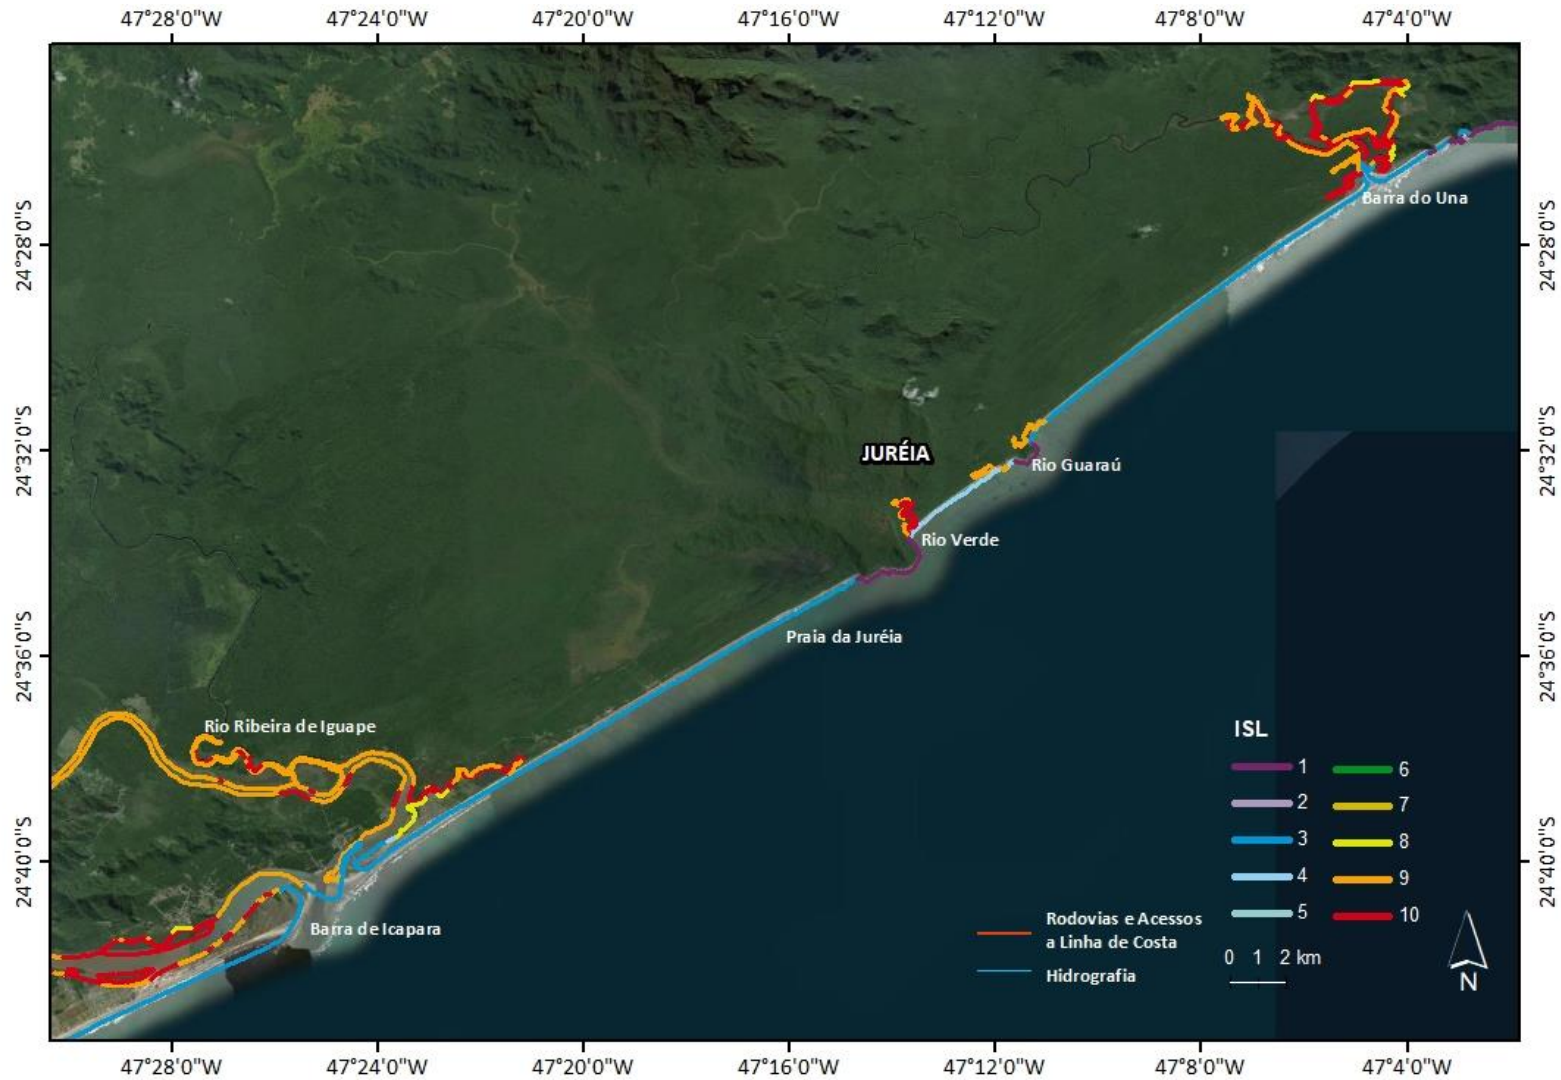 47°28'0"W 47°24'0"W 47°20'0"W 47°16'0"W 47°12'0"W 47°8'0"W 47°4'0"W
24°28'0"S
24°32'0"S
24°36'0"S
24°40'0"S
24°28'0"S
24°32'0"S
24°36'0"S
24°40'0"S
Barra do Una
JURÉIA
Rio Guaraú
Rio Verde
Praia da Juréia
Rio Ribeira de Iguape
Barra de Icapara
ISL
1 6
2 7
3 8
4 9
5 10
Rodovias e Acessos
a Linha de Costa
Hidrografia
0 1 2 km
N
47°28'0"W 47°24'0"W 47°20'0"W 47°16'0"W 47°12'0"W 47°8'0"W 47°4'0"W